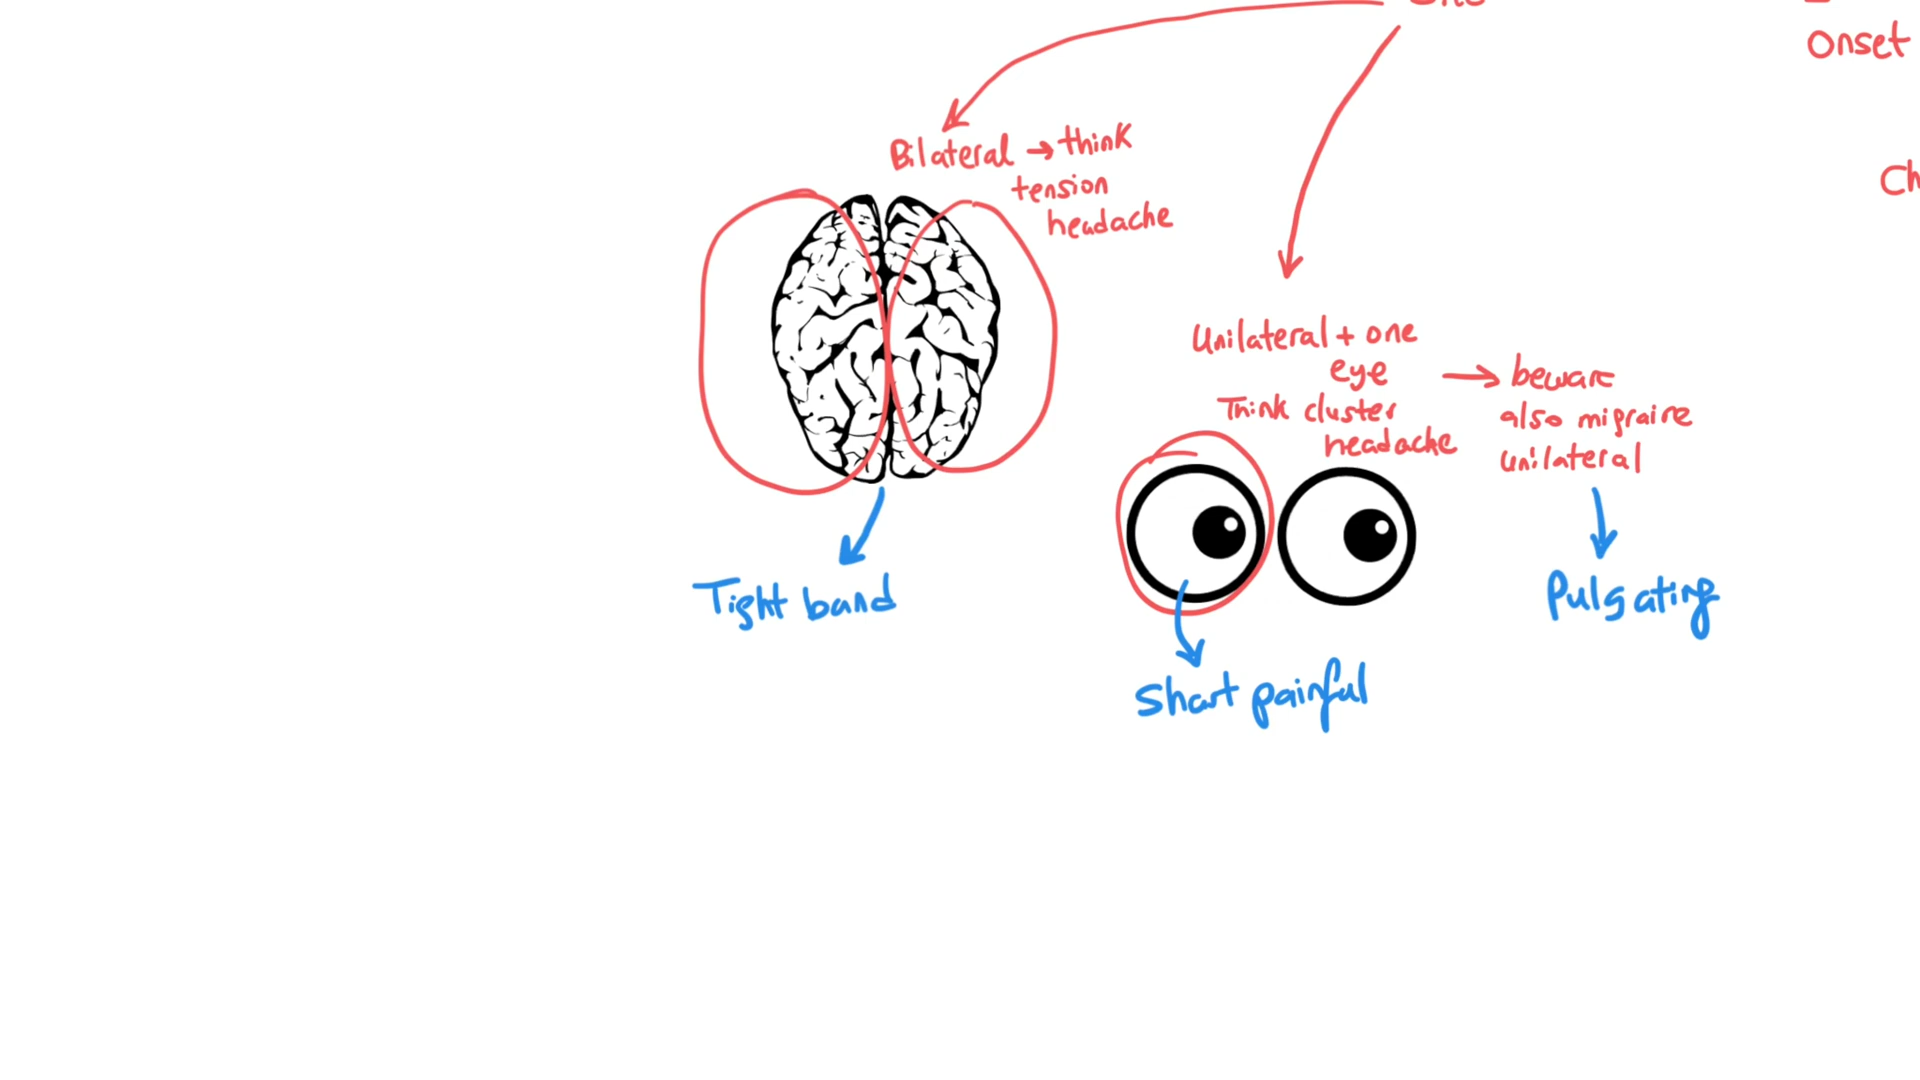 Onset
Ch
Bilateral → think
tension
headache
Unilateral + one
eye
Think cluster
headache
→ beware
also migraine
unilateral
Tight band
Pulsating
Short painful